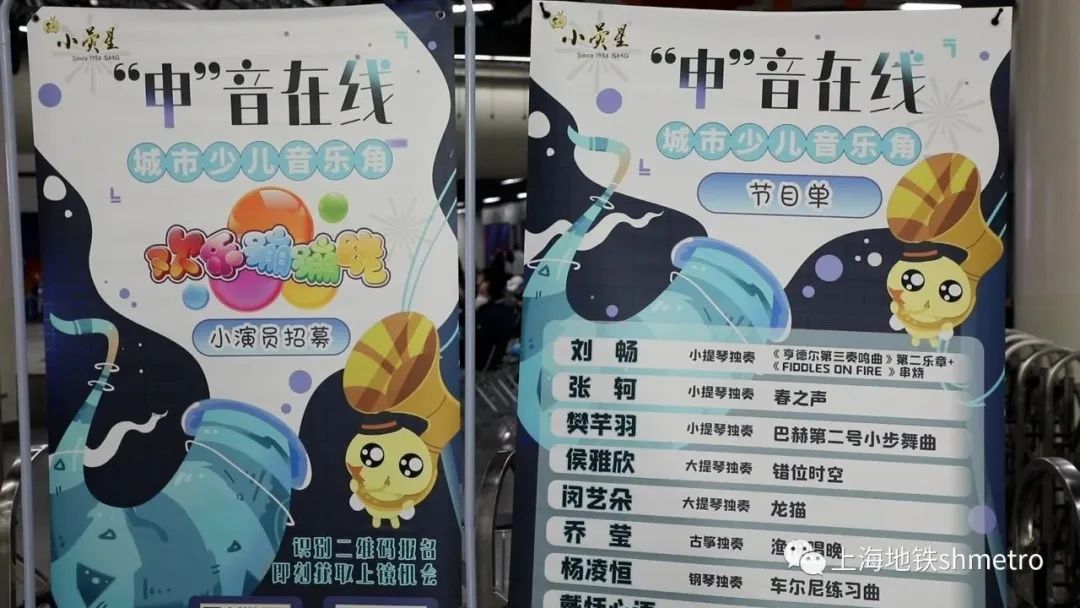 小荧星
Since 1956 SMG
“申”音在线
城市少儿音乐角
欢乐蹦蹦跳
小演员招募
识别二维码报名
即刻获取上镜机会
小荧星
Since 1956 SMG
“申”音在线
城市少儿音乐角
节目单
刘 畅 小提琴独奏 《亨德尔第三奏鸣曲》第二乐章+
《FIDDLES ON FIRE》串烧
张 轲 小提琴独奏 春之声
樊芊羽 小提琴独奏 巴赫第二号小步舞曲
侯雅欣 大提琴独奏 错位时空
闵艺朵 大提琴独奏 龙猫
乔 莹 古筝独奏 渔舟唱晚
杨凌恒 钢琴独奏 车尔尼练习曲
上海地铁shmetro